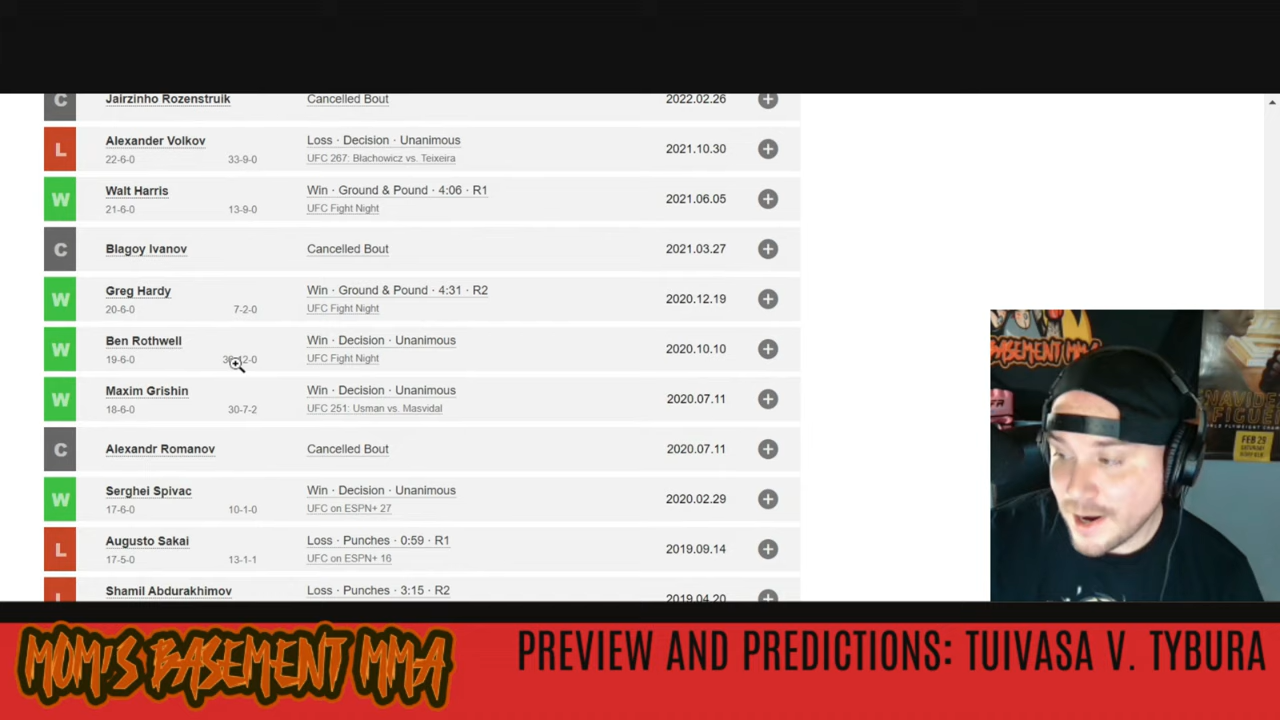 C Jairzinho Rozenstruik Cancelled Bout 2022.02.26
L Alexander Volkov Loss · Decision · Unanimous 2021.10.30
22-6-0 33-9-0 UFC 267: Błachowicz vs. Teixeira
W Walt Harris Win · Ground & Pound · 4:06 · R1 2021.06.05
21-6-0 13-9-0 UFC Fight Night
C Blagoy Ivanov Cancelled Bout 2021.03.27
W Greg Hardy Win · Ground & Pound · 4:31 · R2 2020.12.19
20-6-0 7-2-0 UFC Fight Night
W Ben Rothwell Win · Decision · Unanimous 2020.10.10
19-6-0 UFC Fight Night
W Maxim Grishin Win · Decision · Unanimous 2020.07.11
18-6-0 30-7-2 UFC 251: Usman vs. Masvidal
C Alexandr Romanov Cancelled Bout 2020.07.11
W Serghei Spivac Win · Decision · Unanimous 2020.02.29
17-6-0 10-1-0 UFC on ESPN+ 27
L Augusto Sakai Loss · Punches · 0:59 · R1 2019.09.14
17-5-0 13-1-1 UFC on ESPN+ 16
L Shamil Abdurakhimov Loss · Punches · 3:15 · R2 2019.04.20
BASEMENT MMA
FEB 29
MOM'S BASEMENT MMA
PREVIEW AND PREDICTIONS: TUIVASA V. TYBURA